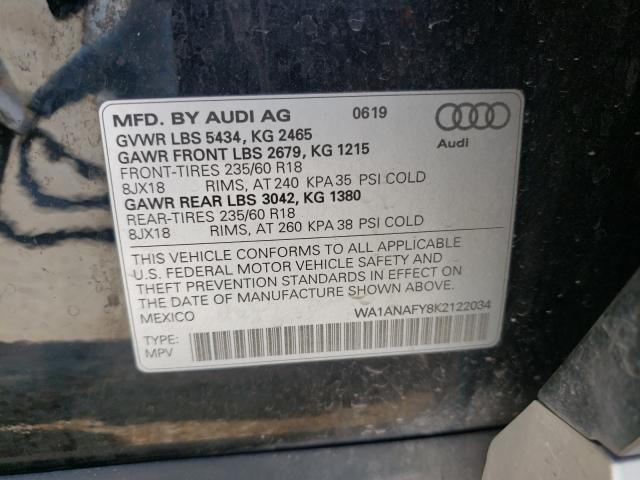 MFD. BY AUDI AG 0619
GVWR LBS 5434, KG 2465
GAWR FRONT LBS 2679, KG 1215
FRONT-TIRES 235/60 R18
8JX18 RIMS, AT 240 KPA 35 PSI COLD
GAWR REAR LBS 3042, KG 1380
REAR-TIRES 235/60 R18
8JX18 RIMS, AT 260 KPA 38 PSI COLD
Audi
THIS VEHICLE CONFORMS TO ALL APPLICABLE
U.S. FEDERAL MOTOR VEHICLE SAFETY AND
THEFT PREVENTION STANDARDS IN EFFECT ON
THE DATE OF MANUFACTURE SHOWN ABOVE.
MEXICO WA1ANAFY8K2122034
TYPE:
MPV